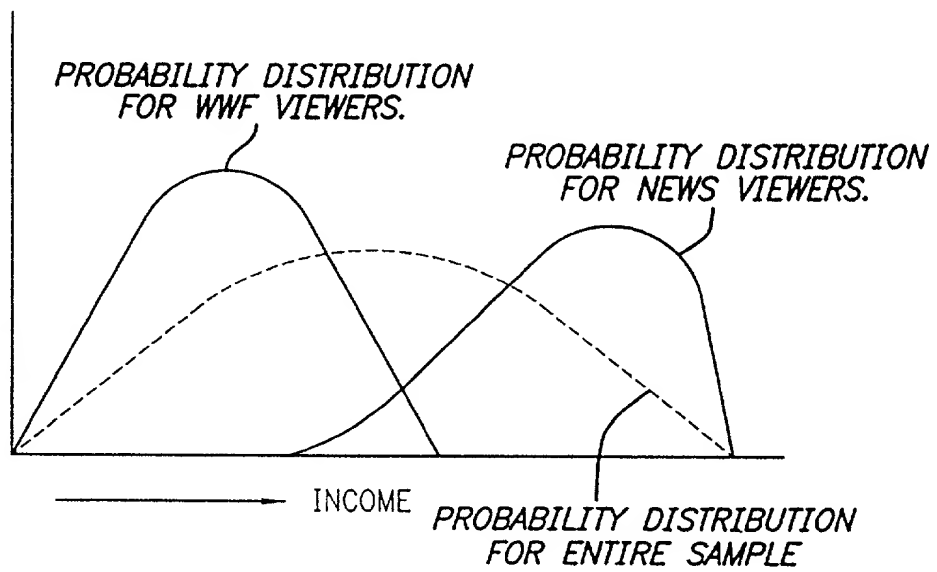 PROBABILITY DISTRIBUTION
FOR WWF VIEWERS.
PROBABILITY DISTRIBUTION
FOR NEWS VIEWERS.
INCOME
PROBABILITY DISTRIBUTION
FOR ENTIRE SAMPLE